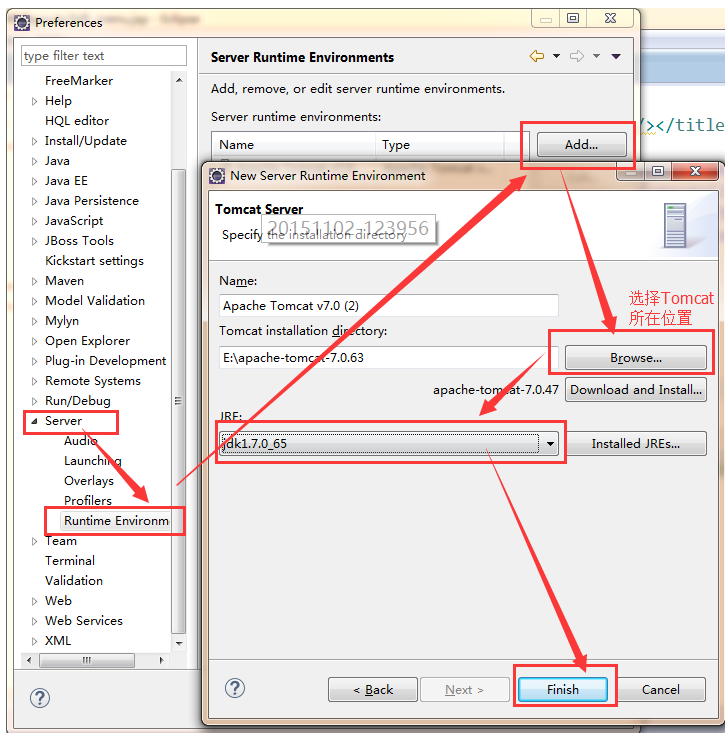 Preferences
type filter text
FreeMarker
Help
HQL editor
Install/Update
Java
Java EE
Java Persistence
JavaScript
JBoss Tools
Kickstart settings
Maven
Model Validation
Mylyn
Open Explorer
Plug-in Development
Remote Systems
Run/Debug
Server
Audio
Launching
Overlays
Profilers
Runtime Environm
Team
Terminal
Validation
Web
Web Services
XML
Server Runtime Environments
Add, remove, or edit server runtime environments.
Server runtime environments:
Name Type
Add...
/></title
New Server Runtime Environment
Tomcat Server
Specify the installation directory
20151102 123956
Name:
Apache Tomcat v7.0 (2)
选择Tomcat
所在位置
Tomcat installation directory:
E:\apache-tomcat-7.0.63 Browse...
apache-tomcat-7.0.47 Download and Install...
JRE:
jdk1.7.0_65 Installed JREs...
< Back Next > Finish Cancel